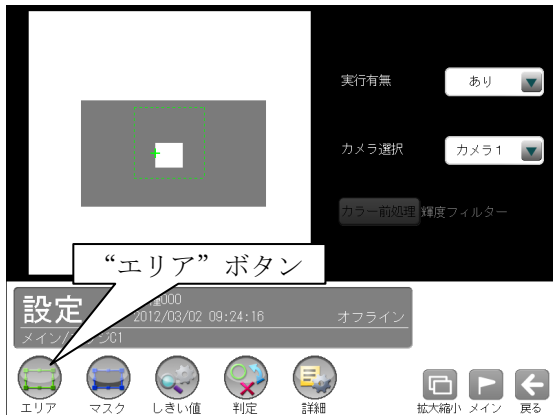 実行有無
あり
カメラ選択
カメラ1
カラー前処理 輝度フィルター
“エリア”ボタン
設定
000
2012/03/02 09:24:16
オフライン
エリア
マスク
しきい値
判定
詳細
拡大縮小
メイン
戻る